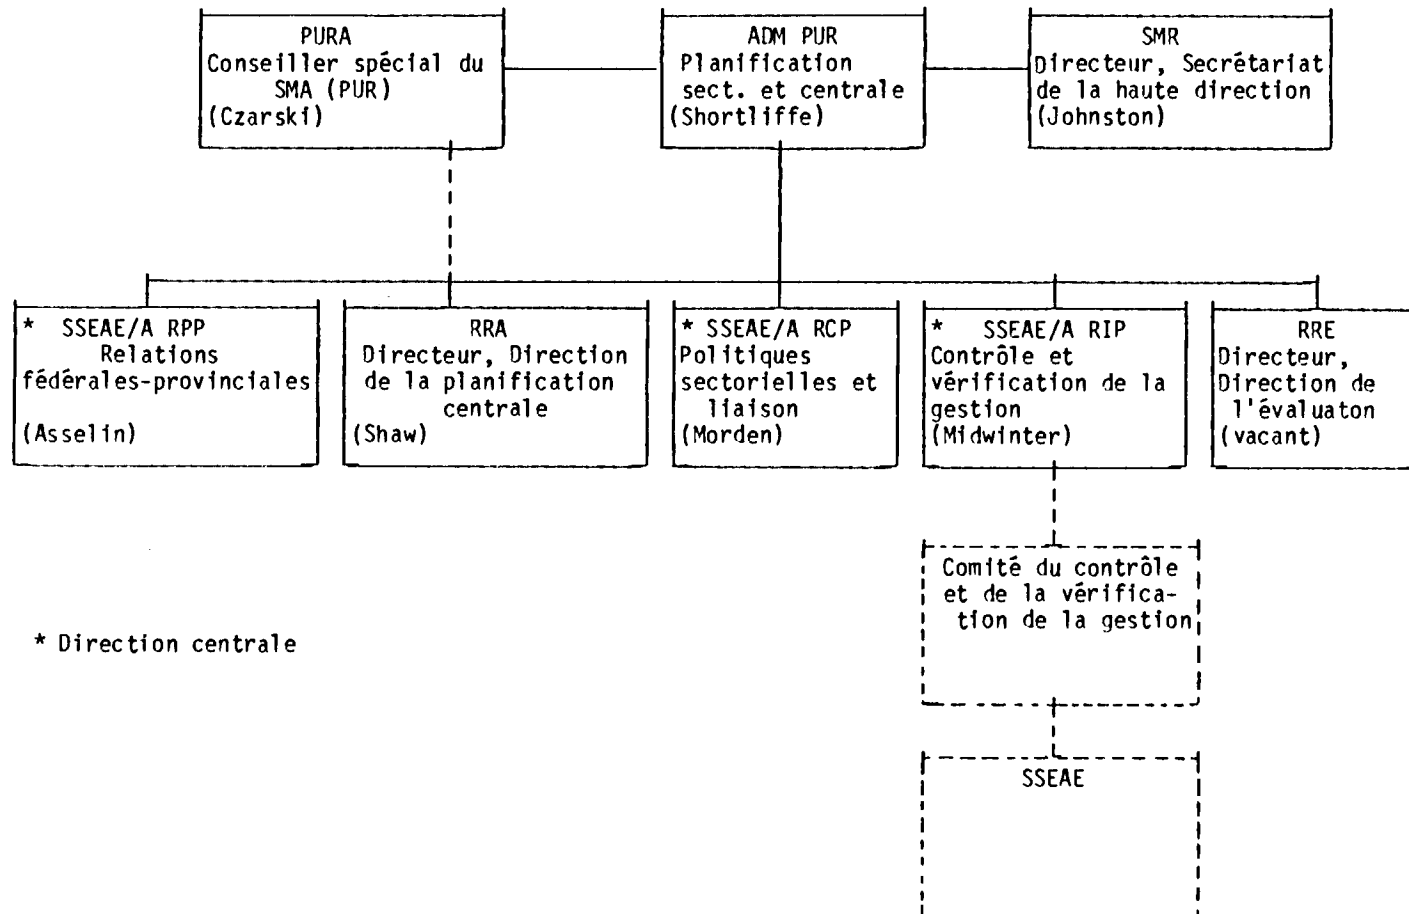 PURA
Conseiller spécial du
SMA (PUR)
(Czarski)
ADM PUR
Planification
sect. et centrale
(Shortliffe)
SMR
Directeur, Secrétariat
de la haute direction
(Johnston)
* SSEAE/A RPP
Relations
fédérales-provinciales
(Asselin)
RRA
Directeur, Direction
de la planification
centrale
(Shaw)
* SSEAE/A RCP
Politiques
sectorielles et
liaison
(Morden)
* SSEAE/A RIP
Contrôle et
vérification de la
gestion
(Midwinter)
RRE
Directeur,
Direction de
l'évaluaton
(vacant)
Comité du contrôle
et de la vérifica-
tion de la gestion
* Direction centrale
SSEAE